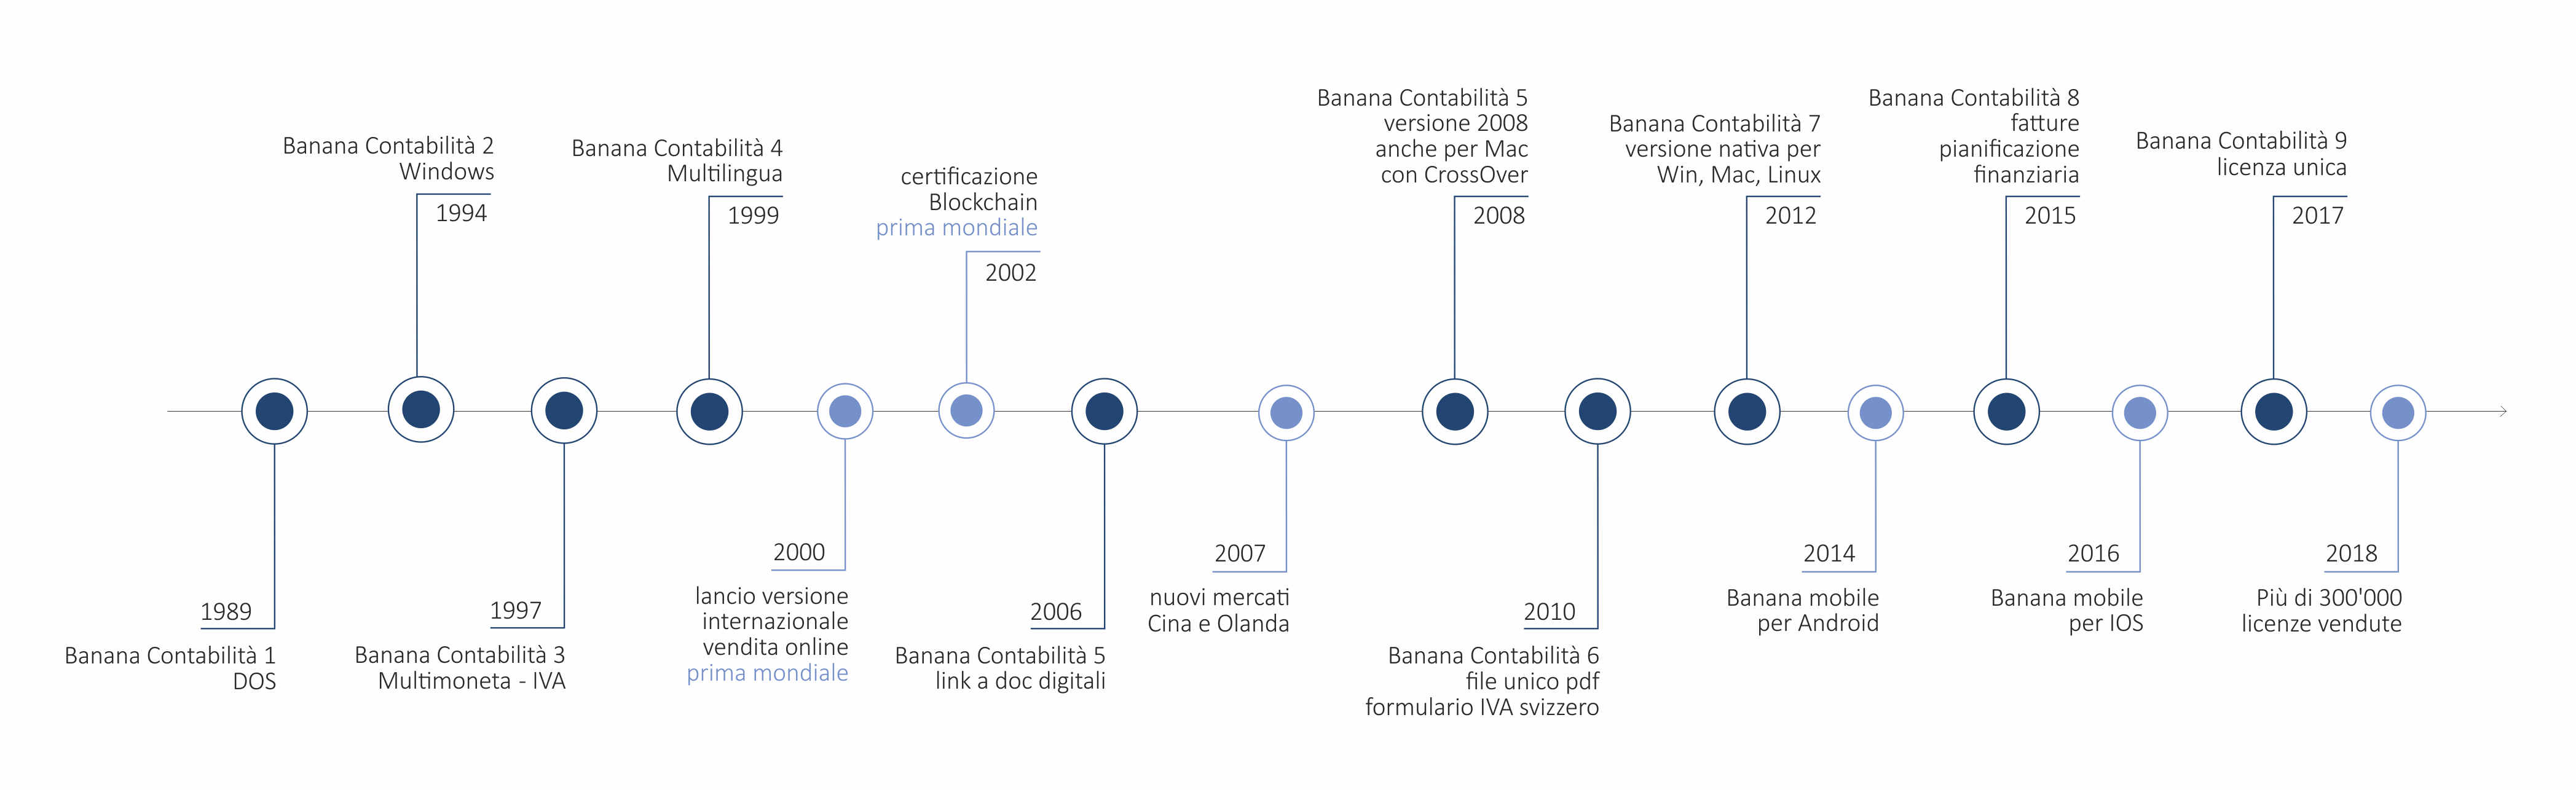 1989
Banana Contabilità 1
DOS
Banana Contabilità 2
Windows
1994
1997
Banana Contabilità 3
Multimoneta - IVA
Banana Contabilità 4
Multilingua
1999
2000
lancio versione
internazionale
vendita online
prima mondiale
certificazione
Blockchain
prima mondiale
2002
2006
Banana Contabilità 5
link a doc digitali
2007
nuovi mercati
Cina e Olanda
Banana Contabilità 5
versione 2008
anche per Mac
con CrossOver
2008
2010
Banana Contabilità 6
file unico pdf
formulario IVA svizzero
Banana Contabilità 7
versione nativa per
Win, Mac, Linux
2012
2014
Banana mobile
per Android
Banana Contabilità 8
fatture
pianificazione
finanziaria
2015
2016
Banana mobile
per IOS
Banana Contabilità 9
licenza unica
2017
2018
Più di 300'000
licenze vendute